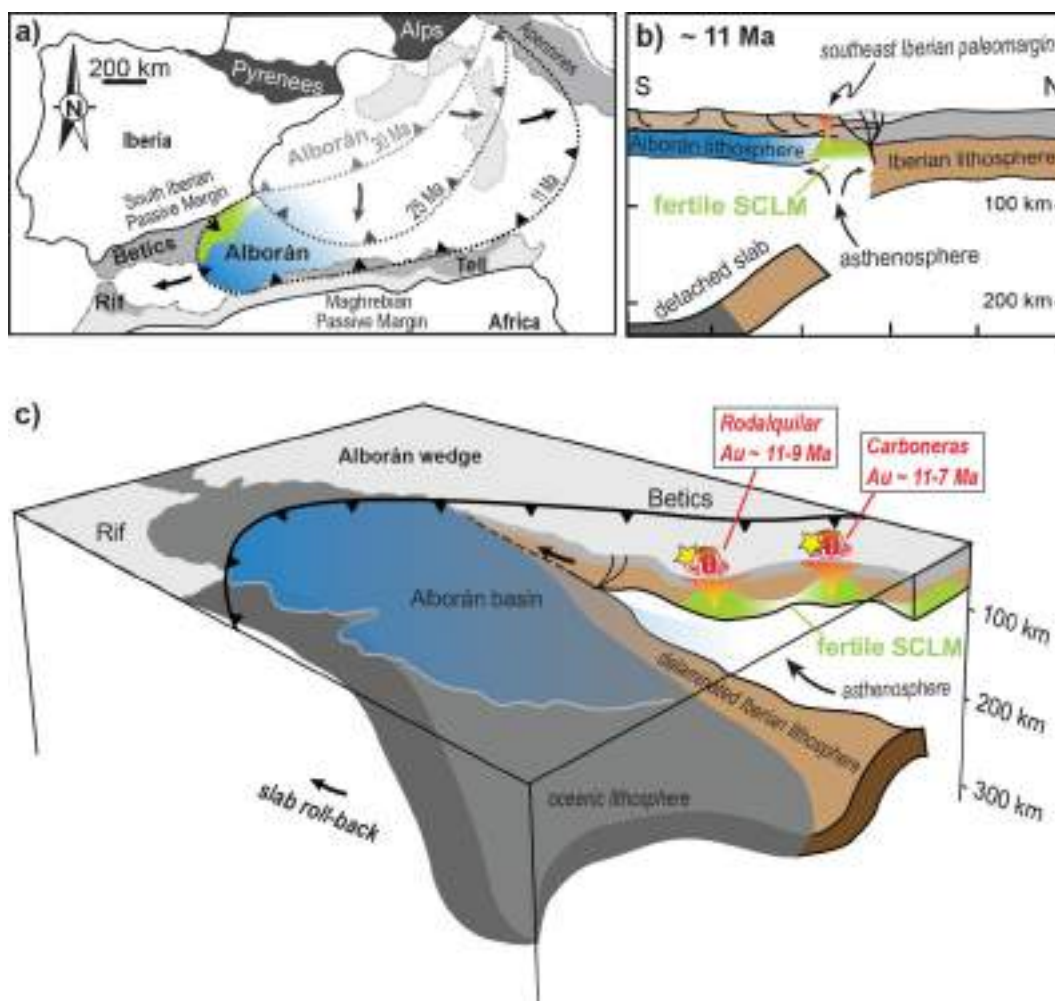 a)
Alps
Apennines
Pyrenees
200 km
N
Iberia
Alborán
30 Ma
25 Ma
11 Ma
South Iberian
Passive Margin
Betics
Alborán
Tell
Rif
Maghrebian
Passive Margin
Africa
b) ~ 11 Ma
southeast Iberian paleomargin
S
N
Alborán lithosphere
Iberian lithosphere
fertile SCLM
100 km
asthenosphere
detached slab
200 km
c)
Rodalquilar
Au ~ 11-9 Ma
Carboneras
Au ~ 11-7 Ma
Alborán wedge
Betics
Rif
Alborán basin
100 km
fertile SCLM
asthenosphere
delaminated Iberian lithosphere
200 km
oceanic lithosphere
300 km
slab roll-back